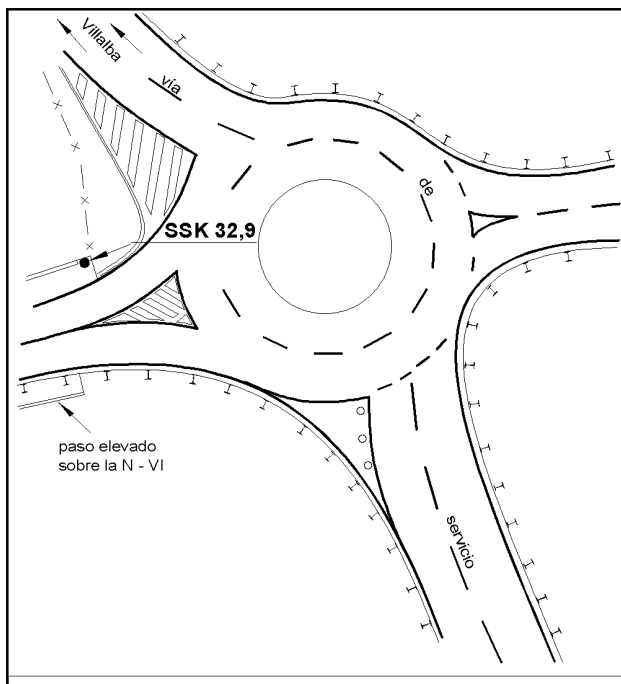 Villalba
vía
de
SSK 32,9
paso elevado
sobre la N - VI
servicio